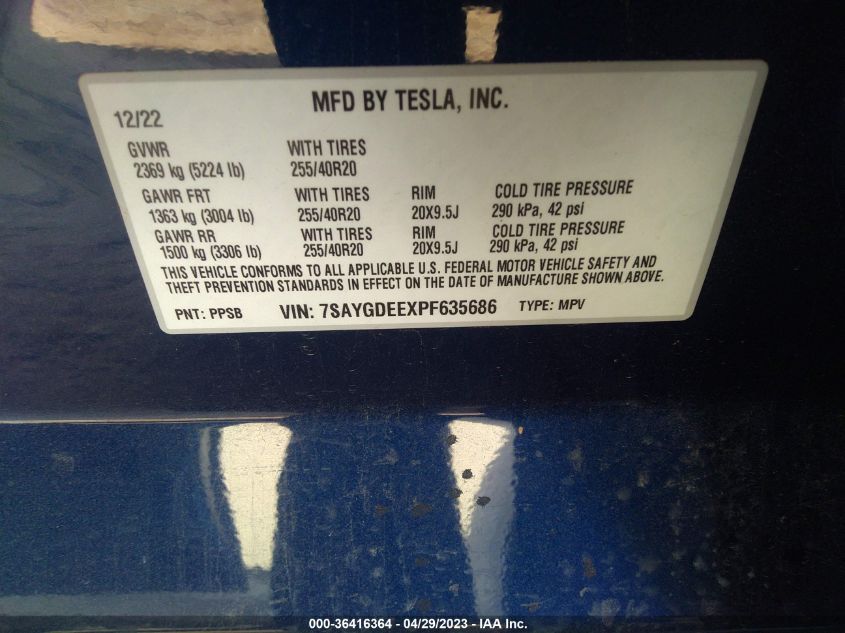 MFD BY TESLA, INC.
12/22
GVWR WITH TIRES
2369 kg (5224 lb) 255/40R20
GAWR FRT WITH TIRES RIM COLD TIRE PRESSURE
1363 kg (3004 lb) 255/40R20 20X9.5J 290 kPa, 42 psi
GAWR RR WITH TIRES RIM COLD TIRE PRESSURE
1500 kg (3306 lb) 255/40R20 20X9.5J 290 kPa, 42 psi
THIS VEHICLE CONFORMS TO ALL APPLICABLE U.S. FEDERAL MOTOR VEHICLE SAFETY AND
THEFT PREVENTION STANDARDS IN EFFECT ON THE DATE OF MANUFACTURE SHOWN ABOVE.
PNT: PPSB VIN: 7SAYGDEEXPF635686 TYPE: MPV
000-36416364 - 04/29/2023 - © IAA Inc.